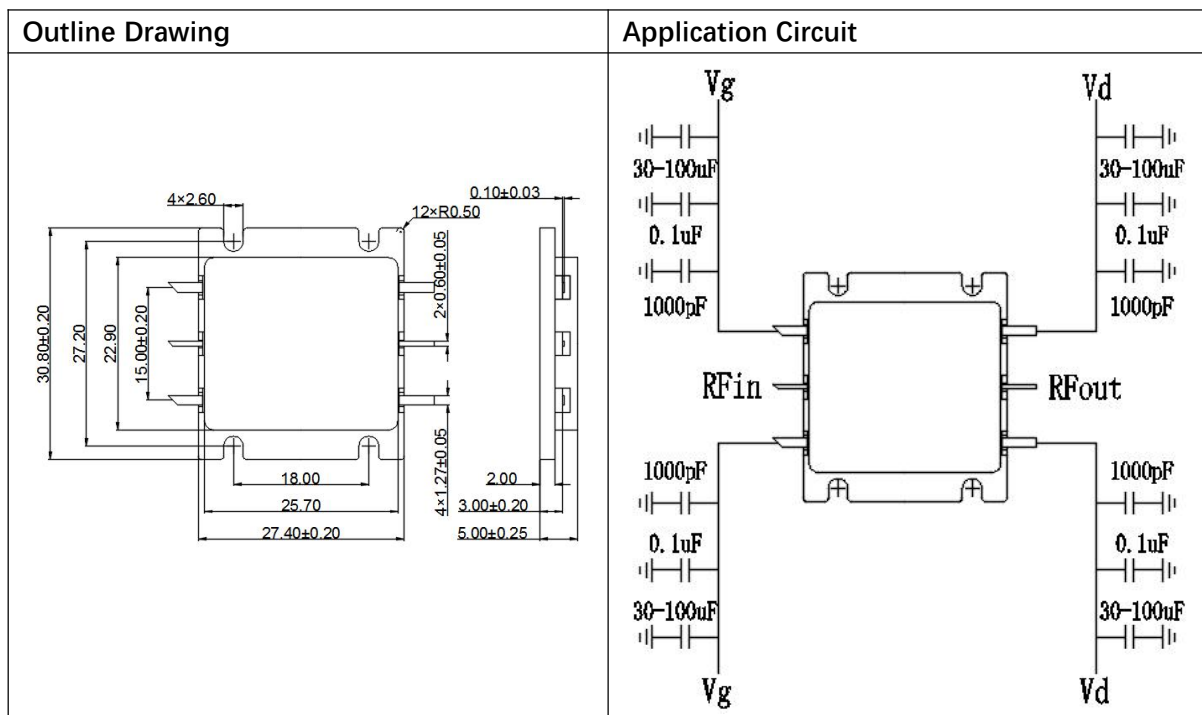 Outline Drawing
Application Circuit
4×2.60
0.10±0.03
12×R0.50
2×0.60±0.05
30.80±0.20
27.20
22.90
15.00±0.20
4×1.27±0.05
18.00
25.70
27.40±0.20
2.00
3.00±0.20
5.00±0.25
Vg
Vd
30-100uF
30-100uF
0.1uF
0.1uF
1000pF
1000pF
RFin
RFout
1000pF
1000pF
0.1uF
0.1uF
30-100uF
30-100uF
Vg
Vd